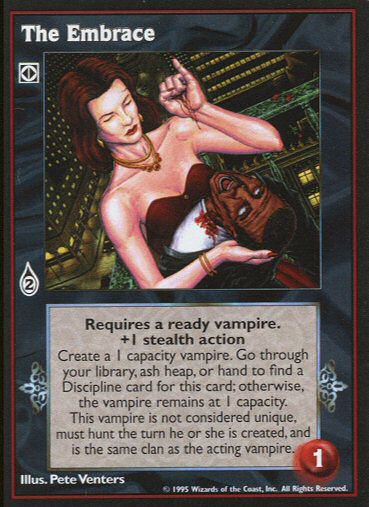 The Embrace
2
Requires a ready vampire.
+1 stealth action
Create a 1 capacity vampire. Go through
your library, ash heap, or hand to find a
Discipline card for this card; otherwise,
the vampire remains at 1 capacity.
This vampire is not considered unique,
must hunt the turn he or she is created, and
is the same clan as the acting vampire.
1
Illus. Pete Venters
© 1995 Wizards of the Coast, Inc. All Rights Reserved.